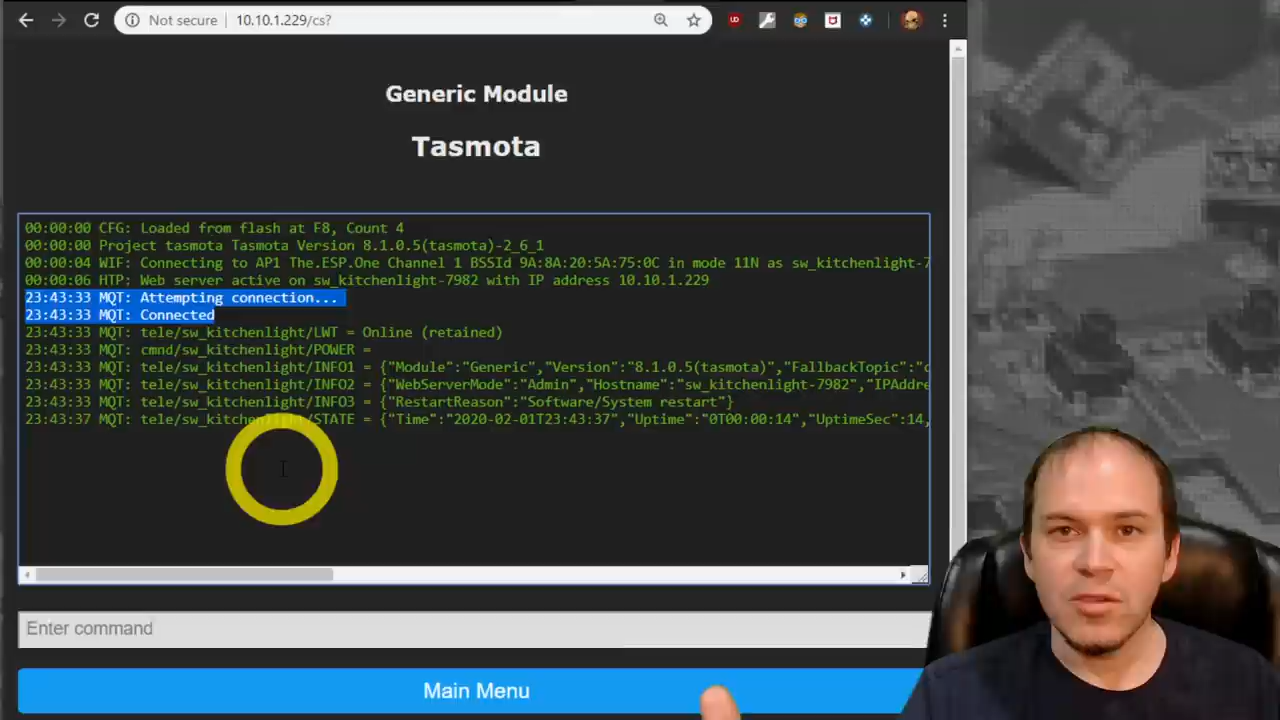 Not secure 10.10.1.229/cs?
Generic Module
Tasmota
00:00:00 CFG: Loaded from flash at F8, Count 4
00:00:00 Project tasmota Tasmota Version 8.1.0.5(tasmota)-2_6_1
00:00:04 WIF: Connecting to AP1 The.ESP.One Channel 1 BSSId 9A:8A:20:5A:75:0C in mode 11N as sw_kitchenlight-7
00:00:06 HTP: Web server active on sw_kitchenlight-7982 with IP address 10.10.1.229
23:43:33 MQT: Attempting connection...
23:43:33 MQT: Connected
23:43:33 MQT: tele/sw_kitchenlight/LWT = Online (retained)
23:43:33 MQT: cmnd/sw_kitchenlight/POWER =
23:43:33 MQT: tele/sw_kitchenlight/INFO1 = {"Module":"Generic","Version":"8.1.0.5(tasmota)","FallbackTopic":"c
23:43:33 MQT: tele/sw_kitchenlight/INFO2 = {"WebServerMode":"Admin","Hostname":"sw_kitchenlight-7982","IPAddre
23:43:33 MQT: tele/sw_kitchenlight/INFO3 = {"RestartReason":"Software/System restart"}
23:43:37 MQT: tele/sw_kitchenlight/STATE = {"Time":"2020-02-01T23:43:37","Uptime":"0T00:00:14","UptimeSec":14,
Enter command
Main Menu